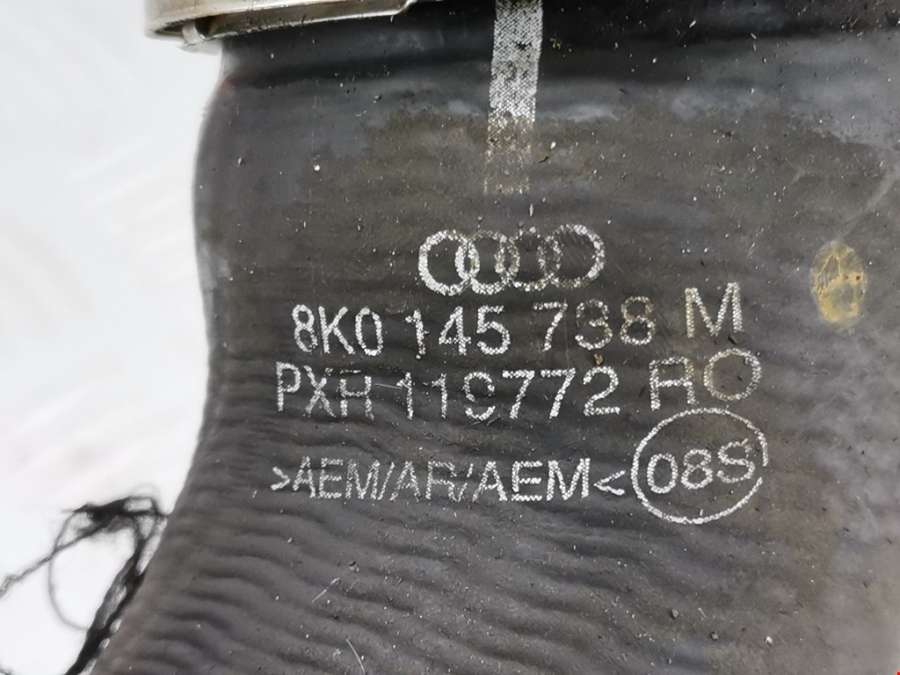 8K0 145 738 M
PXR 119772 RO
>AEM/AR/AEM< 08S